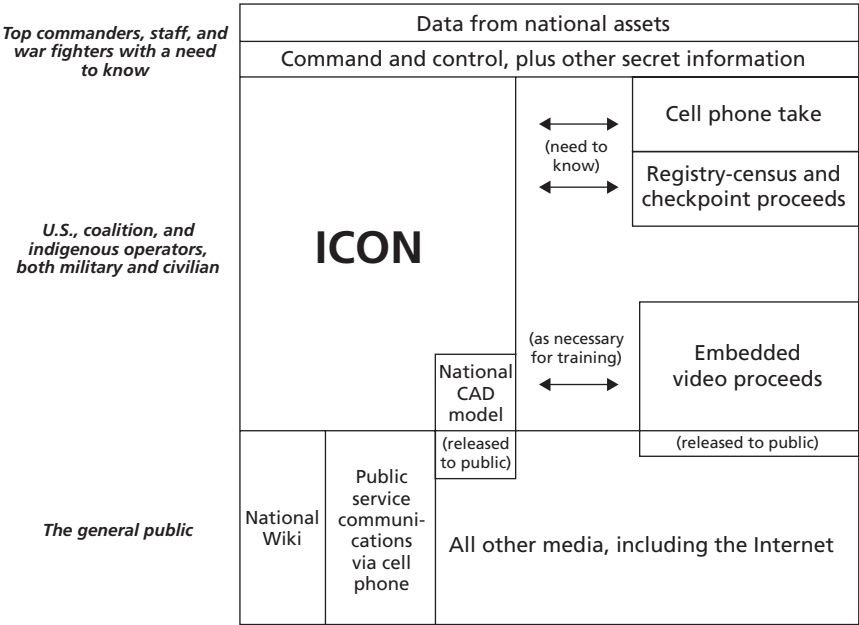 Top commanders, staff, and
war fighters with a need
to know
Data from national assets
Command and control, plus other secret information
U.S., coalition, and
indigenous operators,
both military and civilian
ICON
(need to
know)
Cell phone take
Registry-census and
checkpoint proceeds
National
CAD
model
(as necessary
for training)
Embedded
video proceeds
(released
to public)
(released to public)
The general public
National
Wiki
Public
service
communi-
cations
via cell
phone
All other media, including the Internet